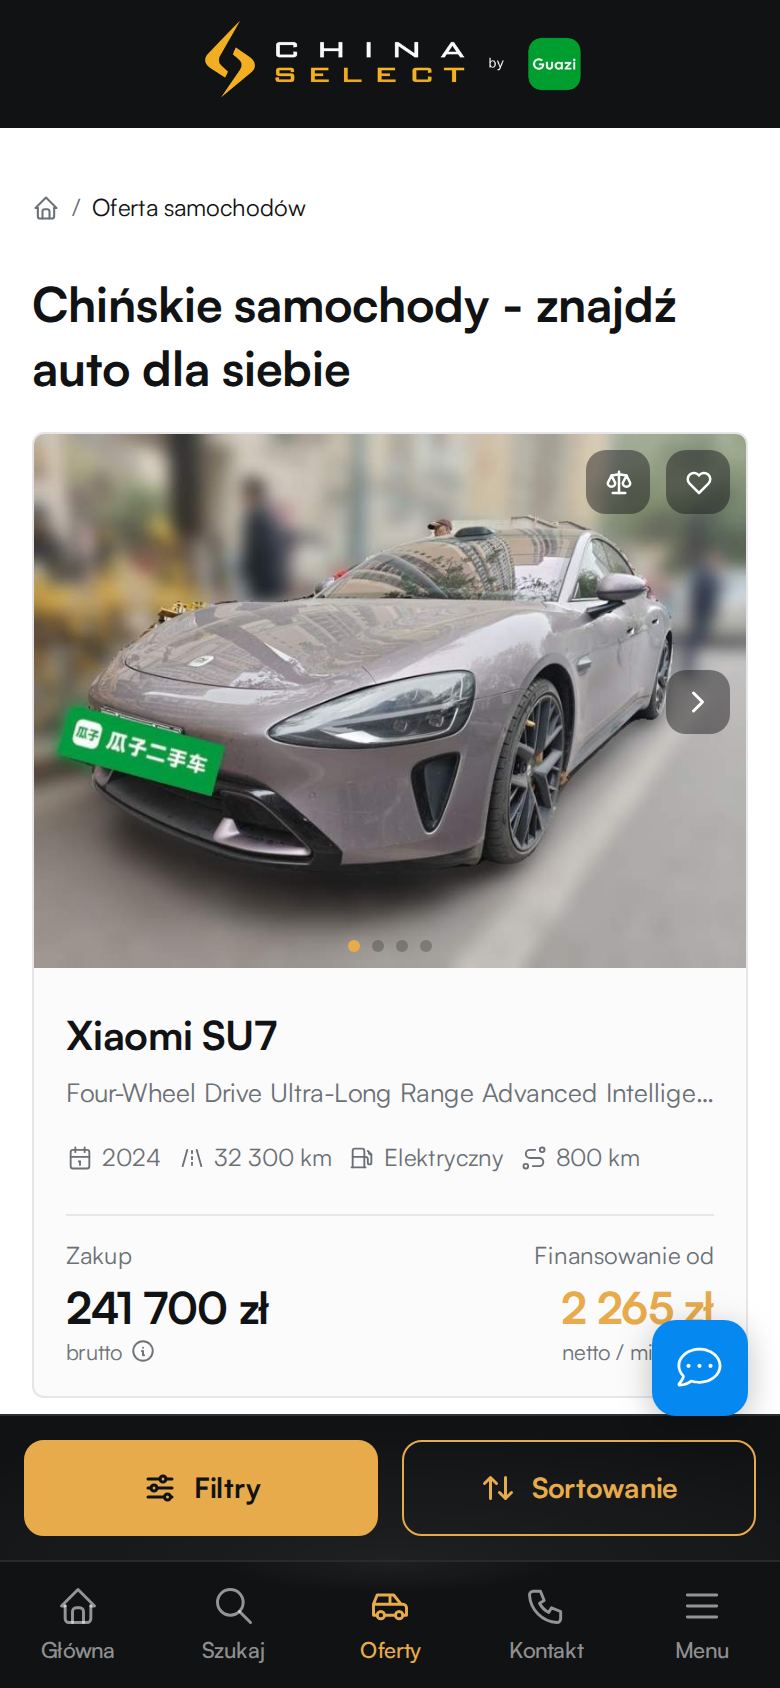 CHINA
SELECT
by
Guazi
/ Oferta samochodów
Chińskie samochody - znajdź
auto dla siebie
瓜子 瓜子二手车
Xiaomi SU7
Four-Wheel Drive Ultra-Long Range Advanced Intellige...
2024 32 300 km Elektryczny 800 km
Zakup Finansowanie od
241 700 zł 2 265 zł
brutto netto / mi
Filtry Sortowanie
Główna Szukaj Oferty Kontakt Menu